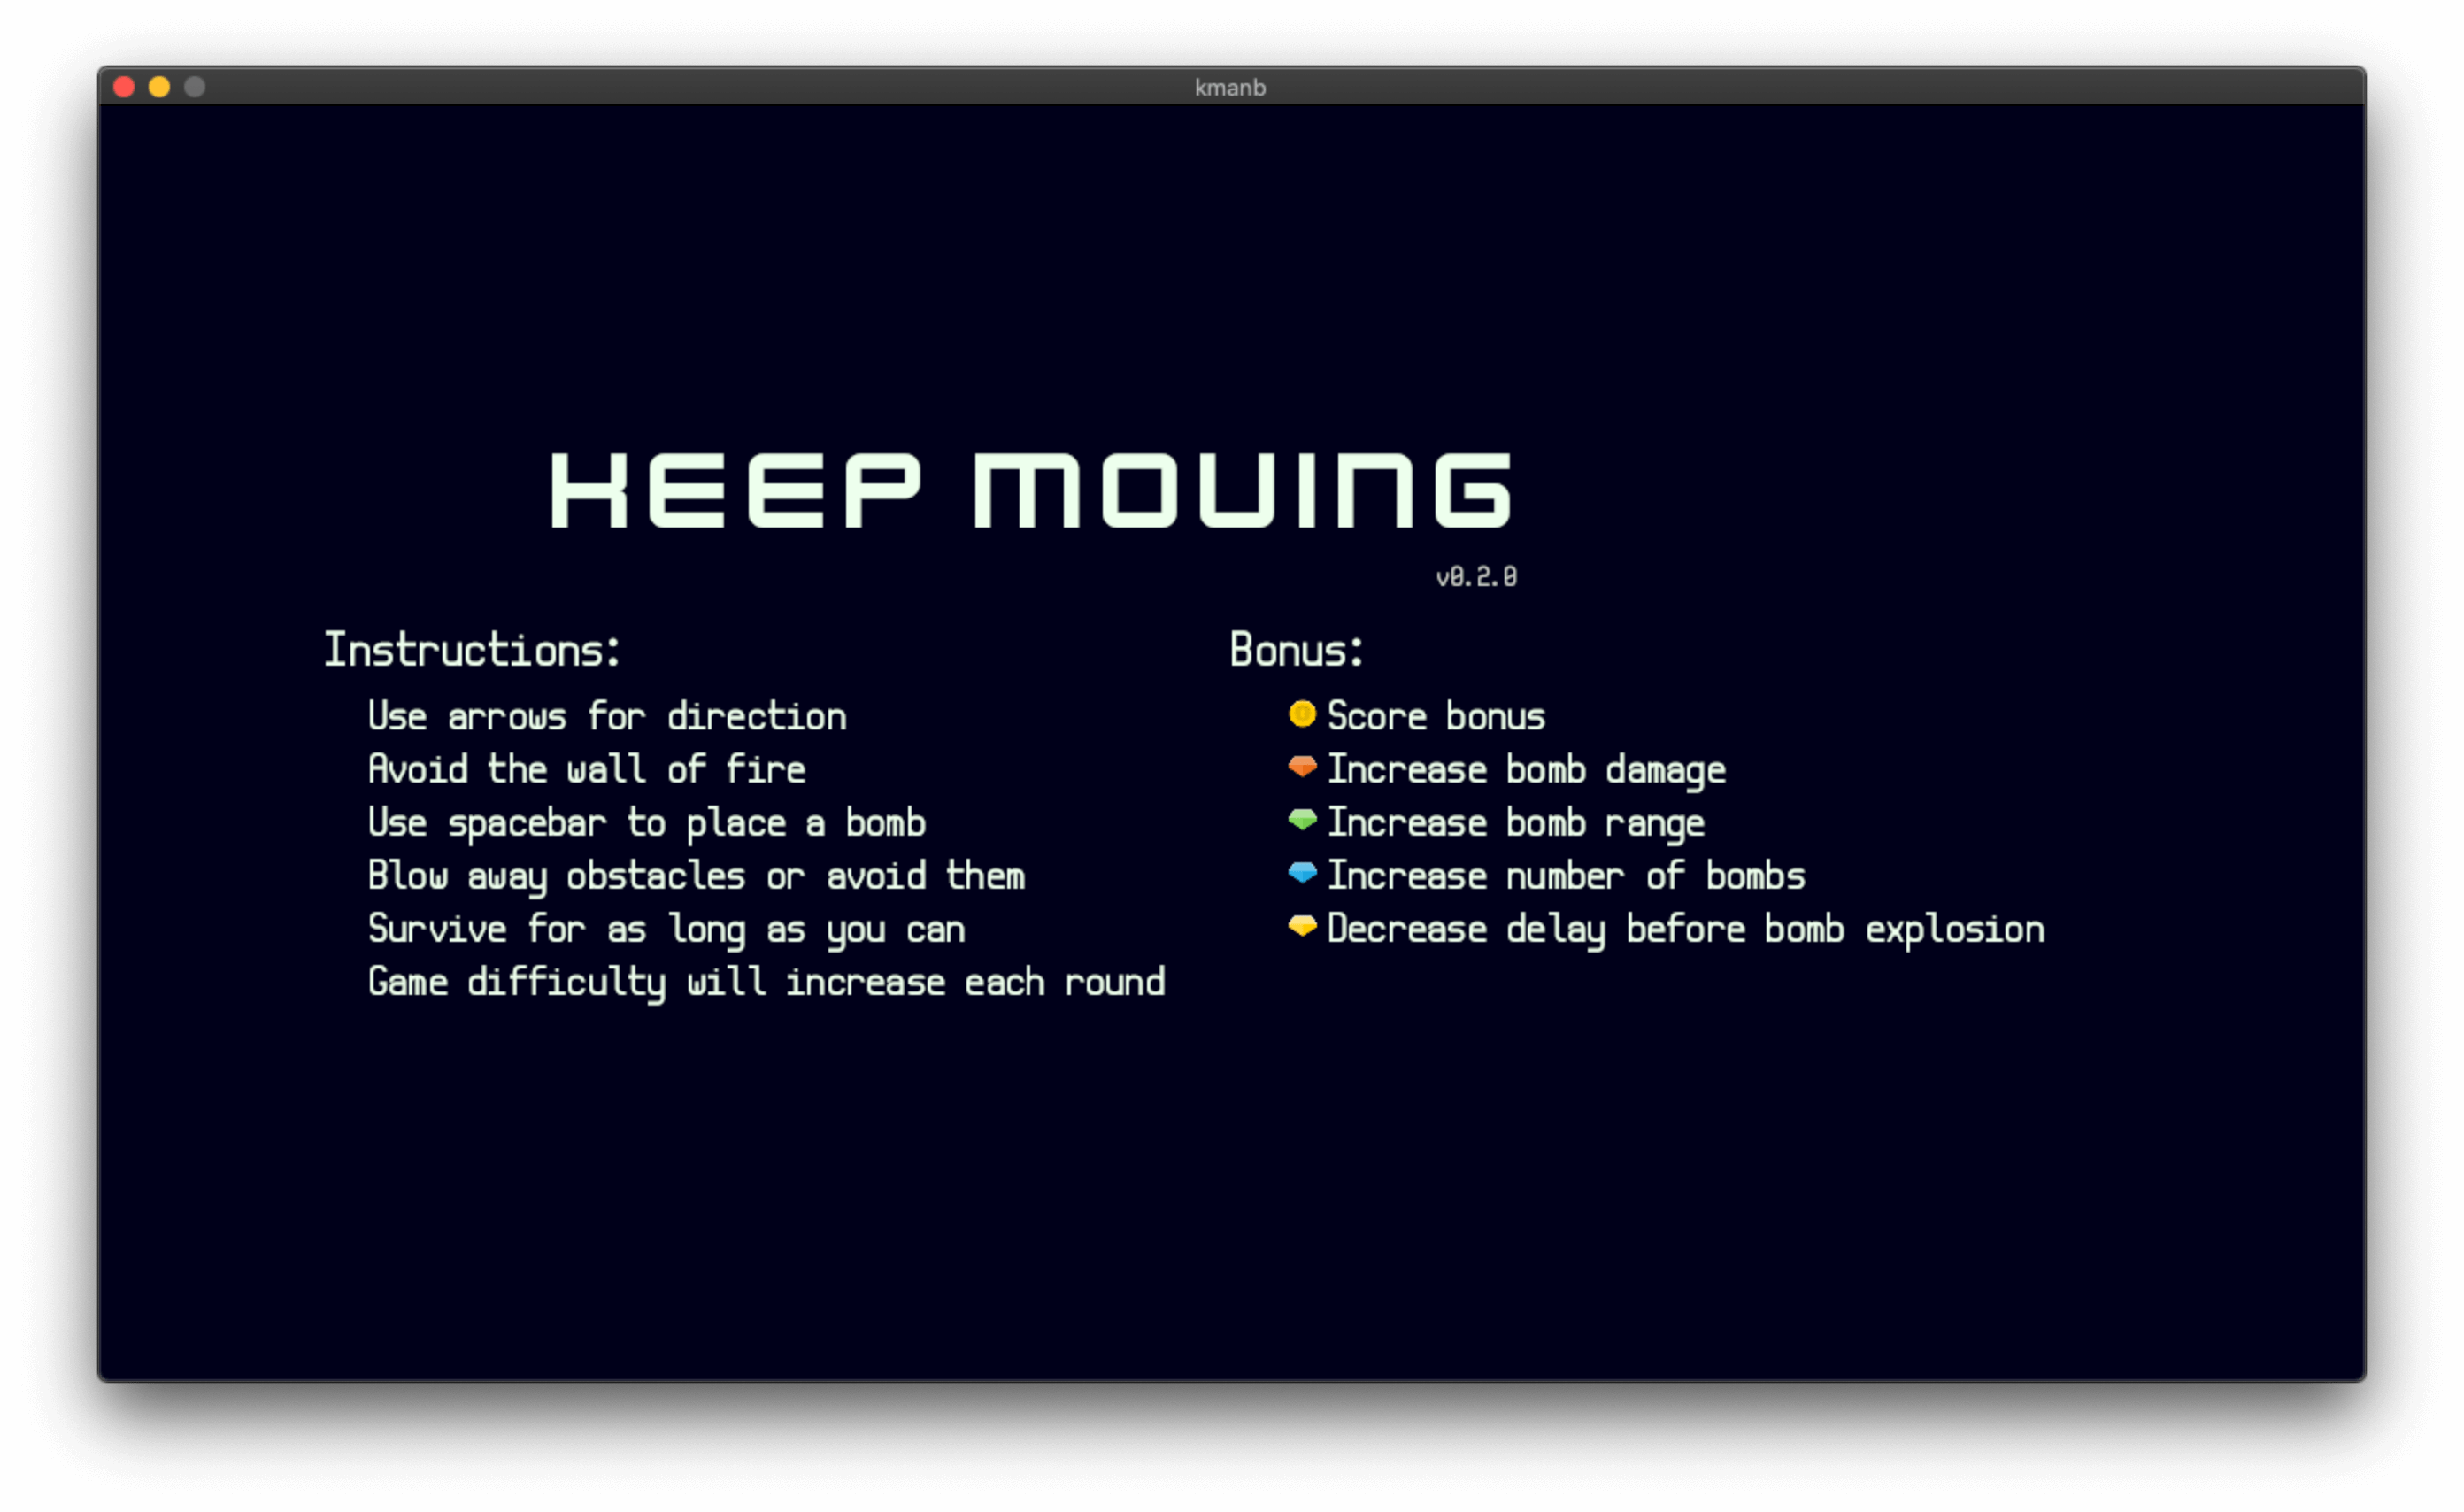 kmanb
KEEP MOVING
v0.2.0
Instructions:
Use arrows for direction
Avoid the wall of fire
Use spacebar to place a bomb
Blow away obstacles or avoid them
Survive for as long as you can
Game difficulty will increase each round
Bonus:
Score bonus
Increase bomb damage
Increase bomb range
Increase number of bombs
Decrease delay before bomb explosion